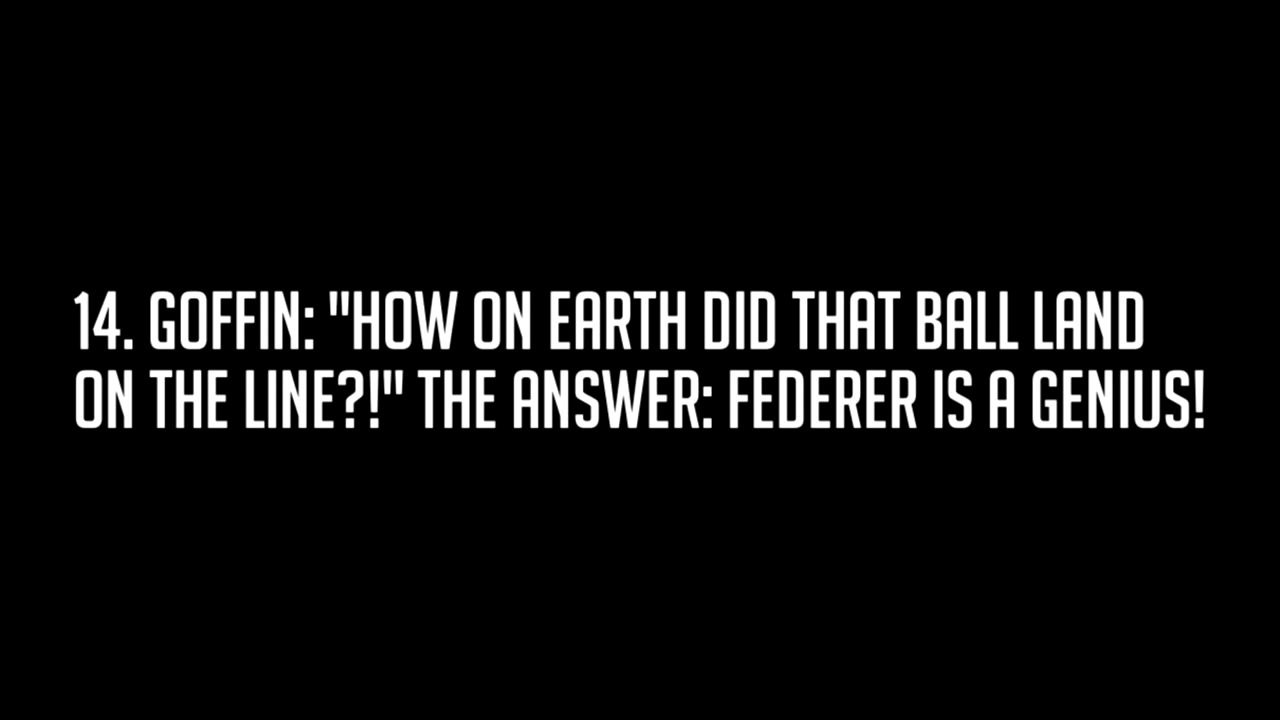 14. GOFFIN: "HOW ON EARTH DID THAT BALL LAND
ON THE LINE?!" THE ANSWER: FEDERER IS A GENIUS!